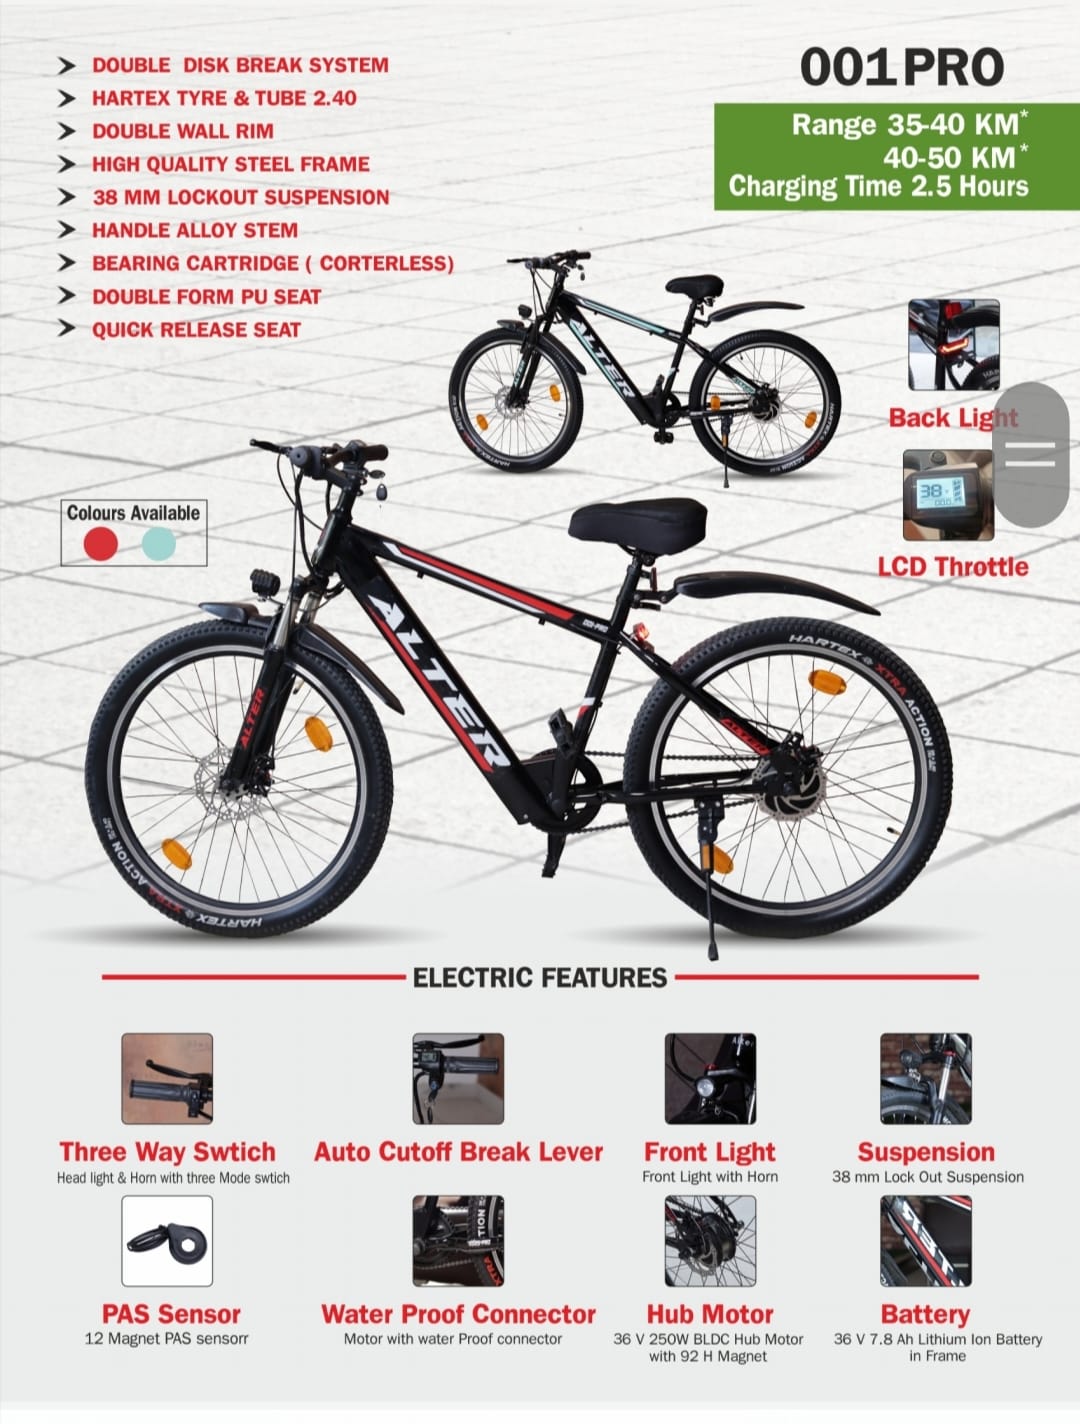 DOUBLE DISK BREAK SYSTEM
HARTEX TYRE & TUBE 2.40
DOUBLE WALL RIM
HIGH QUALITY STEEL FRAME
38 MM LOCKOUT SUSPENSION
HANDLE ALLOY STEM
BEARING CARTRIDGE ( CORTERLESS)
DOUBLE FORM PU SEAT
QUICK RELEASE SEAT
001PRO
Range 35-40 KM*
40-50 KM*
Charging Time 2.5 Hours
ALTER
Back Light
38
LCD Throttle
Colours Available
ALTER
001-PRO
ALTER
HARTEX XTRA ACTION
HARTEX XTRA ACTION
ELECTRIC FEATURES
Three Way Swtich
Head light & Horn with three Mode swtich
Auto Cutoff Break Lever
Alter
Front Light
Front Light with Horn
Suspension
38 mm Lock Out Suspension
PAS Sensor
12 Magnet PAS sensorr
XTRA
Water Proof Connector
Motor with water Proof connector
Hub Motor
36 V 250W BLDC Hub Motor
with 92 H Magnet
Battery
36 V 7.8 Ah Lithium Ion Battery
in Frame